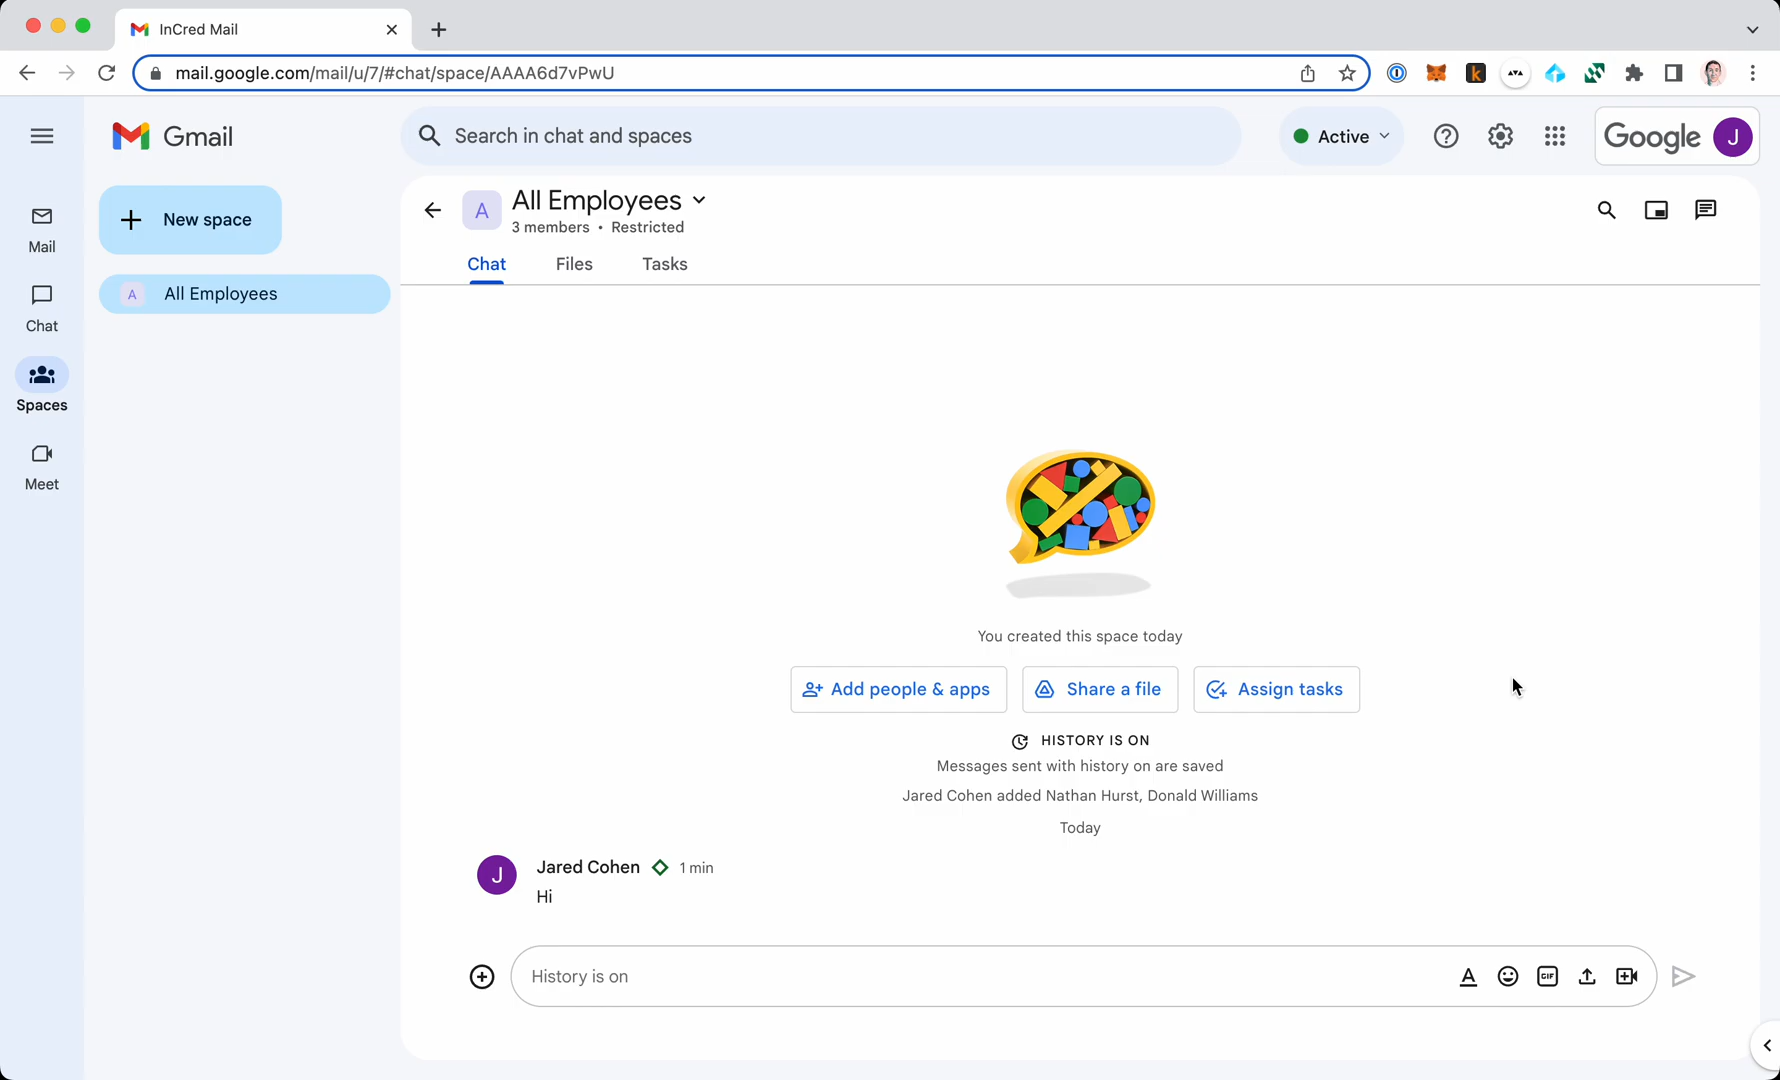 InCred Mail
mail.google.com/mail/u/7/#chat/space/AAAA6d7vPwU
Gmail
Search in chat and spaces
Active
Google
J
Mail
Chat
Spaces
Meet
New space
A
All Employees
A
All Employees
3 members • Restricted
Chat
Files
Tasks
You created this space today
Add people & apps
Share a file
Assign tasks
HISTORY IS ON
Messages sent with history on are saved
Jared Cohen added Nathan Hurst, Donald Williams
Today
J
Jared Cohen
1 min
Hi
History is on
A
GIF